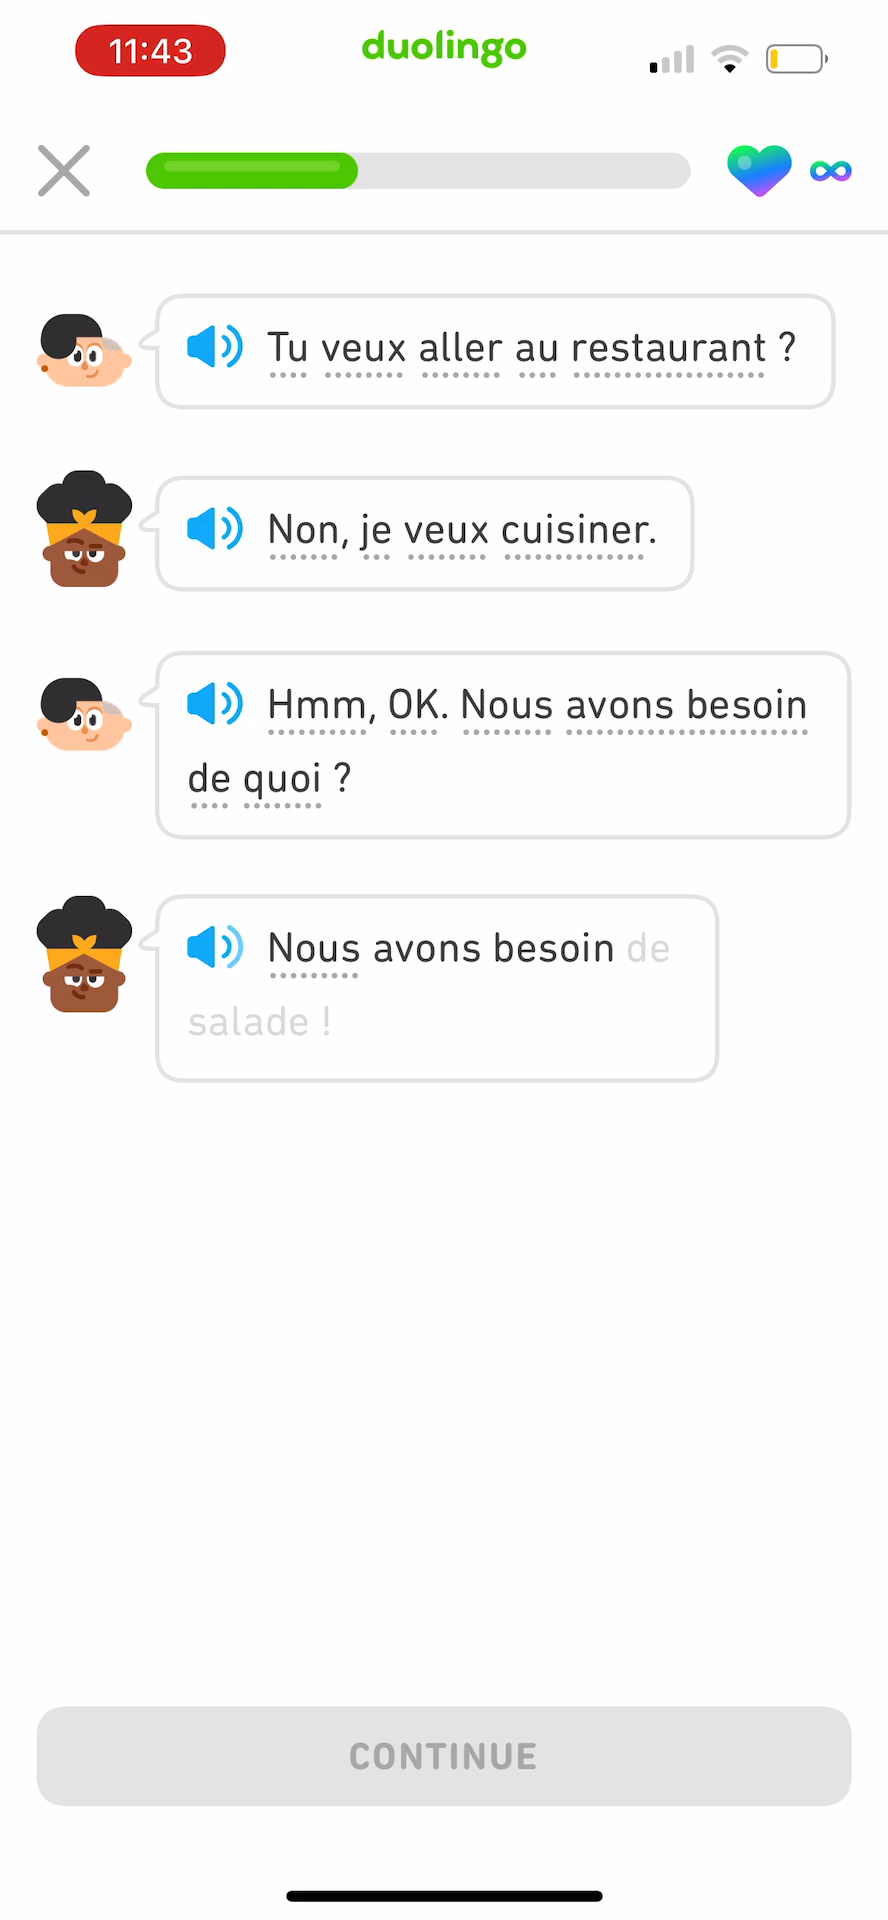 11:43
duolingo
Tu veux aller au restaurant ?
Non, je veux cuisiner.
Hmm, OK. Nous avons besoin
de quoi ?
Nous avons besoin de
salade !
CONTINUE